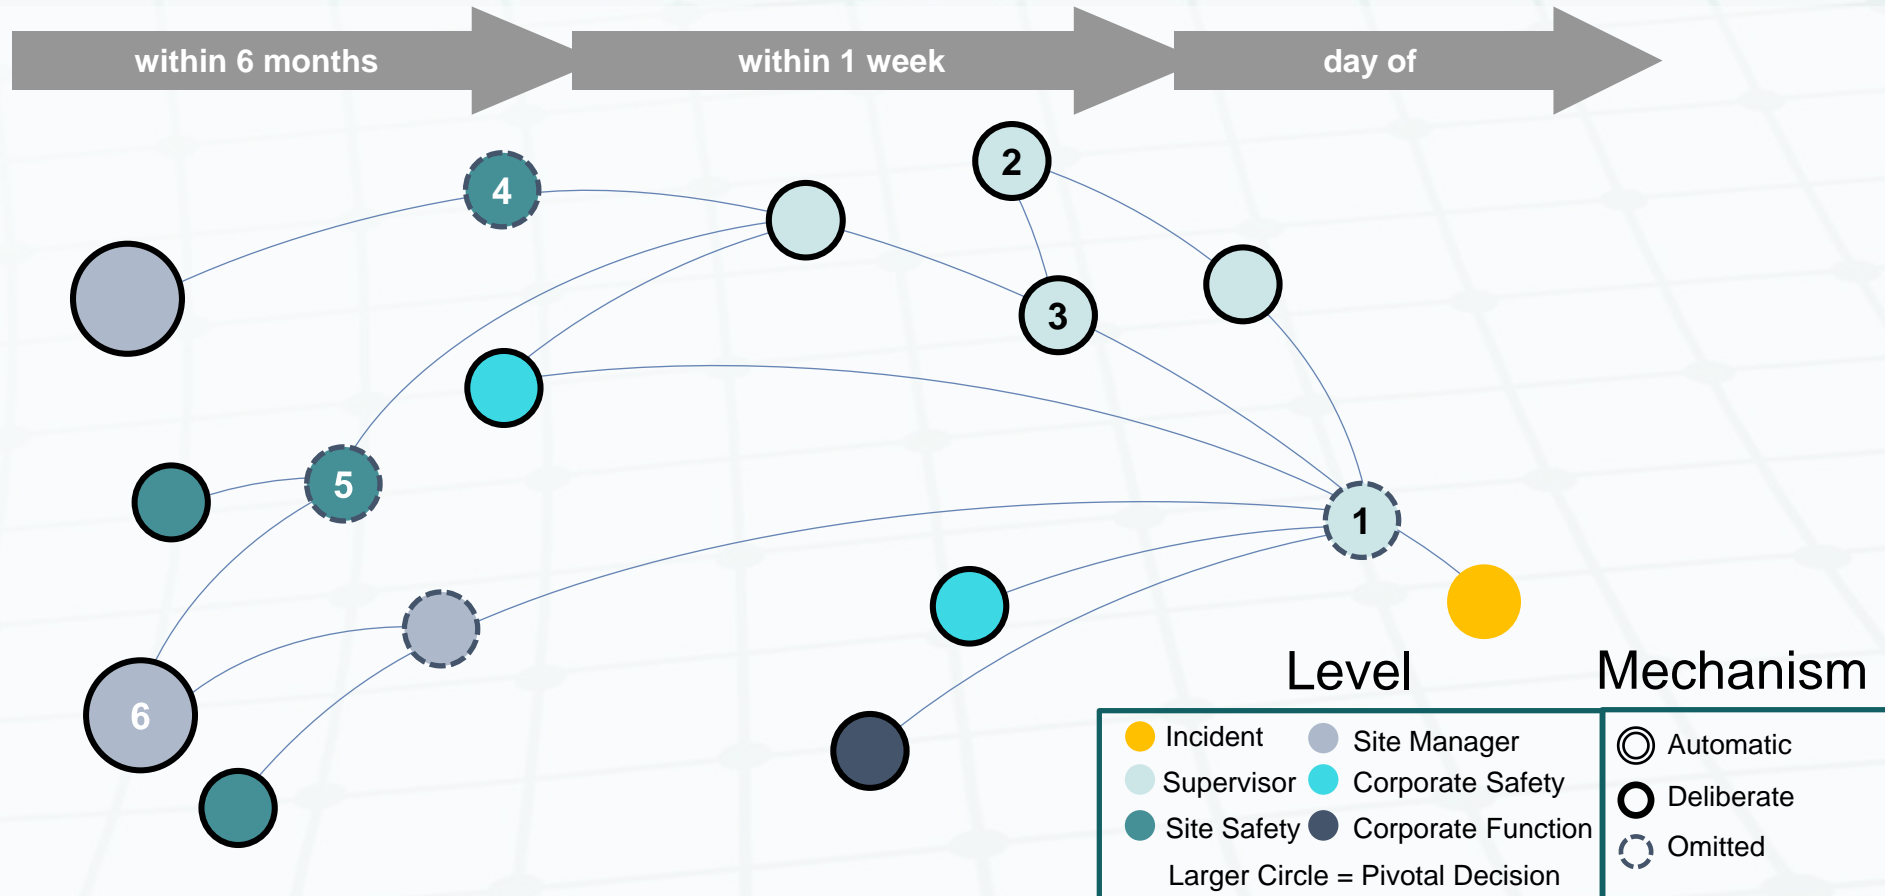 within 6 months
within 1 week
day of
2
4
3
5
1
6
Level
Mechanism
Incident
Site Manager
Automatic
Supervisor
Corporate Safety
Deliberate
Site Safety
Corporate Function
Omitted
Larger Circle = Pivotal Decision